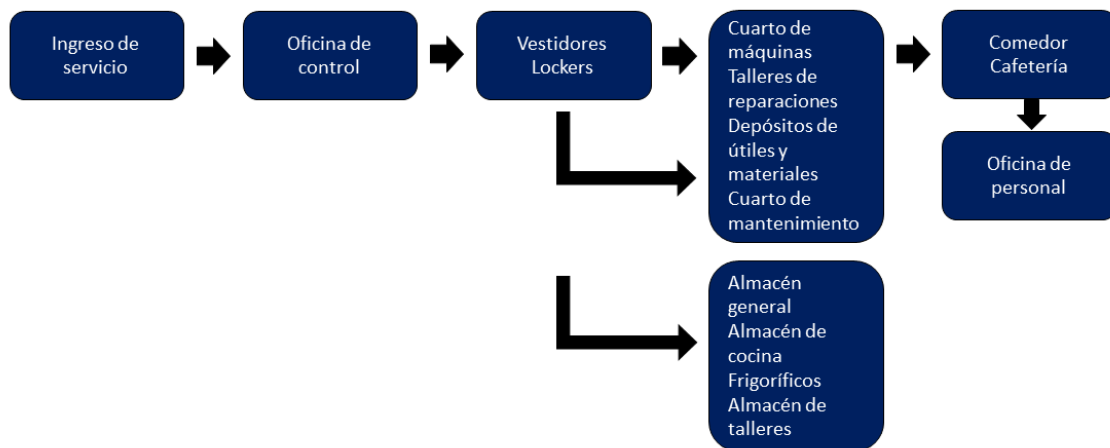 Ingreso de
servicio
Oficina de
control
Vestidores
Lockers
Cuarto de
máquinas
Talleres de
reparaciones
Depósitos de
útiles y
materiales
Cuarto de
mantenimiento
Comedor
Cafetería
Oficina de
personal
Almacén
general
Almacén de
cocina
Frigoríficos
Almacén de
talleres